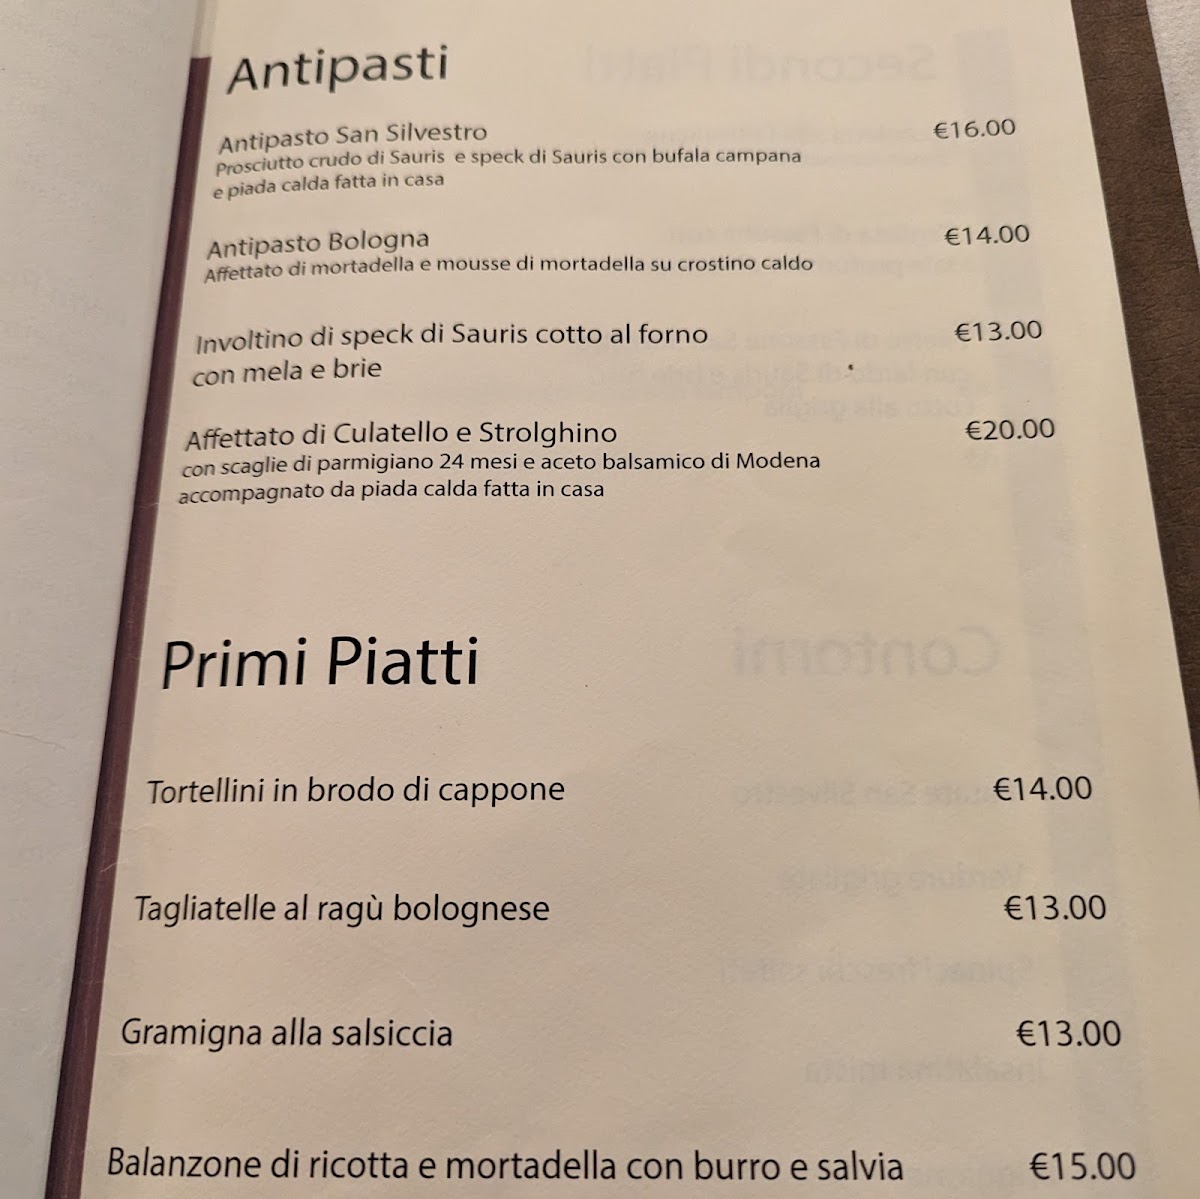 Antipasti
Antipasto San Silvestro €16.00
Prosciutto crudo di Sauris e speck di Sauris con bufala campana
e piada calda fatta in casa
Antipasto Bologna €14.00
Affettato di mortadella e mousse di mortadella su crostino caldo
Involtino di speck di Sauris cotto al forno €13.00
con mela e brie
Affettato di Culatello e Strolghino €20.00
con scaglie di parmigiano 24 mesi e aceto balsamico di Modena
accompagnato da piada calda fatta in casa
Primi Piatti
Tortellini in brodo di cappone €14.00
Tagliatelle al ragù bolognese €13.00
Gramigna alla salsiccia €13.00
Balanzone di ricotta e mortadella con burro e salvia €15.00